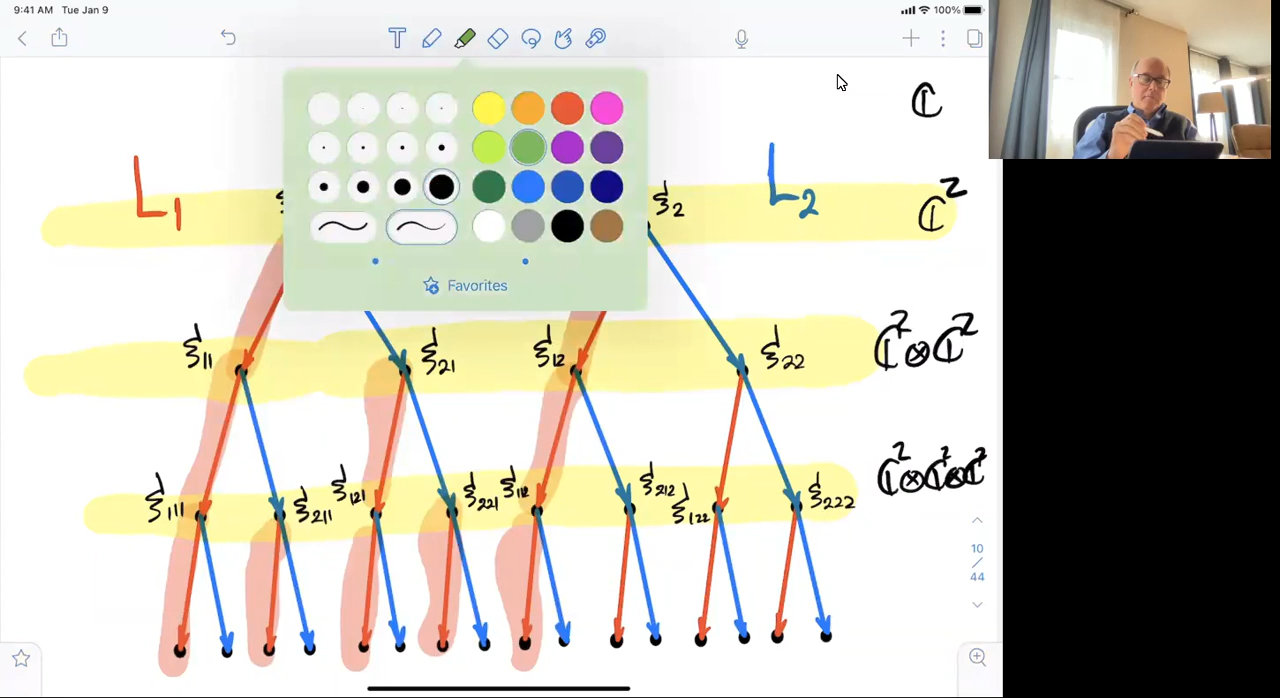 9:41 AM Tue Jan 9
100%
T
ℂ
L₁
ξ₂
L₂
ℂ²
Favorites
ξ₁₁
ξ₂₁
ξ₁₂
ξ₂₂
ℂ²⊗ℂ²
ξ₁₁₁
ξ₂₁₁
ξ₁₂₁
ξ₂₂₁
ξ₁₁₂
ξ₂₁₂
ξ₁₂₂
ξ₂₂₂
ℂ²⊗ℂ²⊗ℂ²
10
/
44